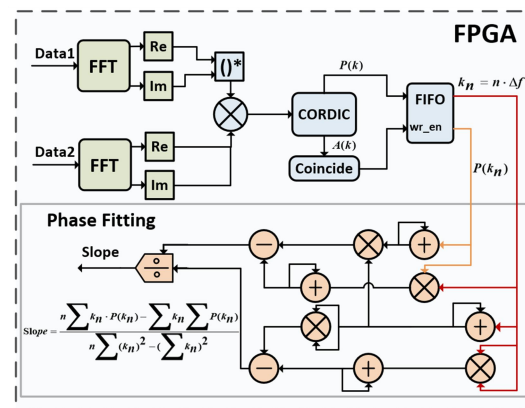 FPGA
Data1
FFT
Re
Im
()*
P(k)
CORDIC
A(k)
Coincide
FIFO
wr_en
k_n = n · Δf
Data2
FFT
Re
Im
P(k_n)
Phase Fitting
Slope
Slope = (n∑ k_n · P(k_n) − ∑ k_n ∑ P(k_n)) / (n∑ (k_n)² − (∑ k_n)²)